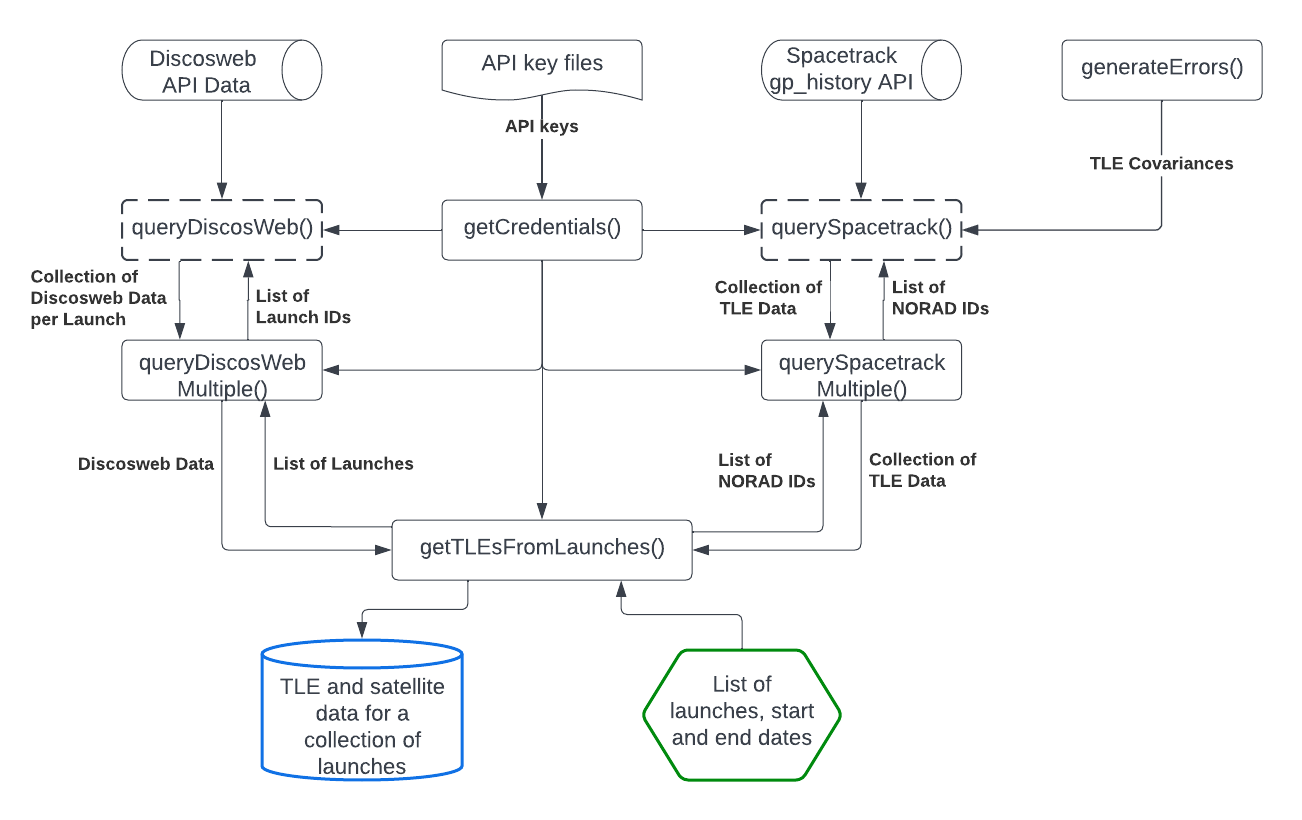 Discosweb
API Data
API key files
Spacetrack
gp_history API
generateErrors()
API keys
TLE Covariances
queryDiscosWeb()
getCredentials()
querySpacetrack()
Collection of
Discosweb Data
per Launch
List of
Launch IDs
Collection of
TLE Data
List of
NORAD IDs
queryDiscosWeb
Multiple()
querySpacetrack
Multiple()
Discosweb Data
List of Launches
List of
NORAD IDs
Collection of
TLE Data
getTLEsFromLaunches()
TLE and satellite
data for a
collection of
launches
List of
launches, start
and end dates